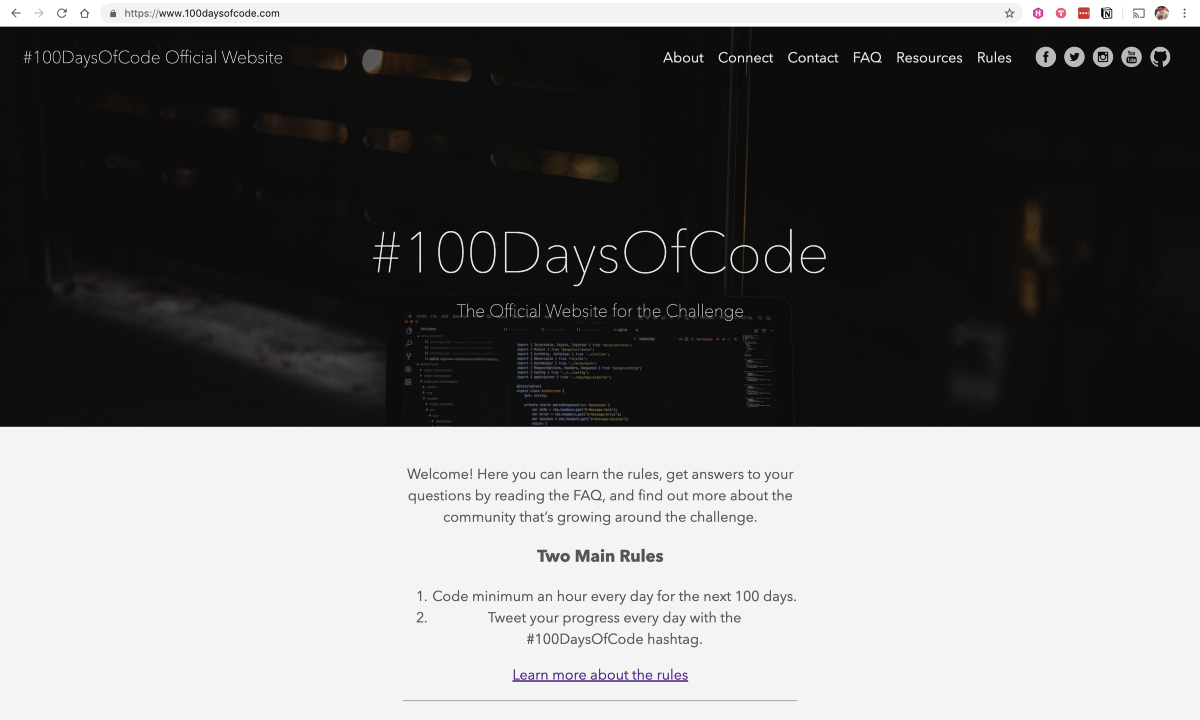 https://www.100daysofcode.com
#100DaysOfCode Official Website
About Connect Contact FAQ Resources Rules
#100DaysOfCode
The Official Website for the Challenge
Welcome! Here you can learn the rules, get answers to your
questions by reading the FAQ, and find out more about the
community that’s growing around the challenge.
Two Main Rules
1. Code minimum an hour every day for the next 100 days.
2. Tweet your progress every day with the
#100DaysOfCode hashtag.
Learn more about the rules